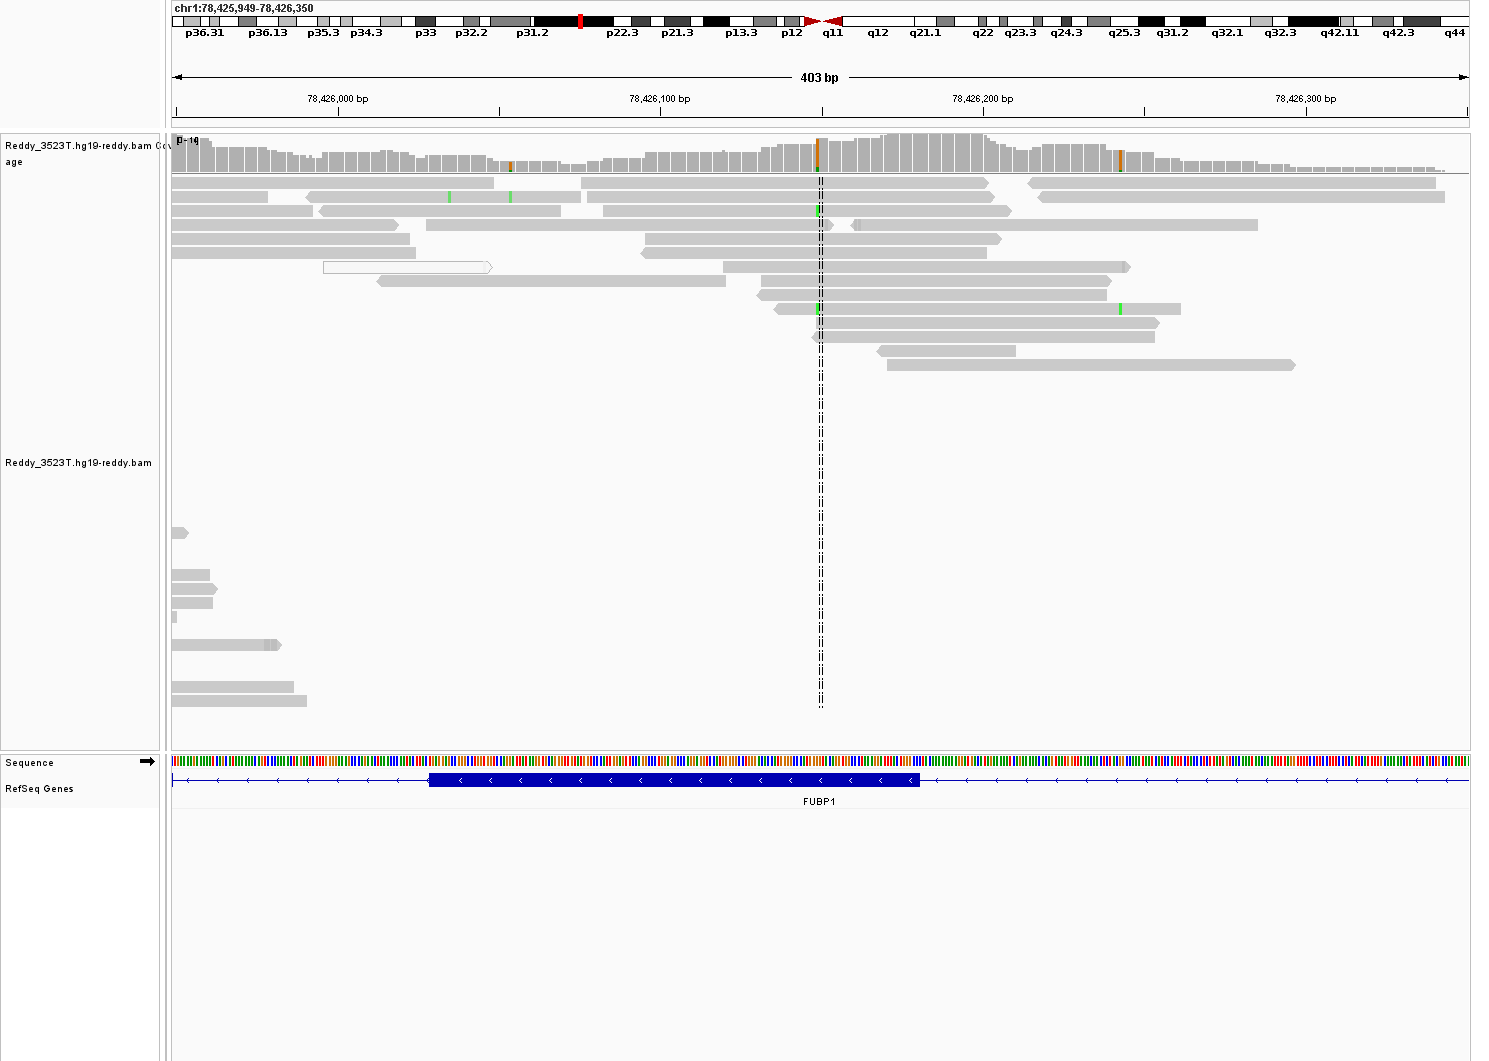 chr1:78,425,949-78,426,350
p36.31 p36.13 p35.3 p34.3 p33 p32.2 p31.2 p22.3 p21.3 p13.3 p12 q11 q12 q21.1 q22 q23.3 q24.3 q25.3 q31.2 q32.1 q32.3 q42.11 q42.3 q44
403 bp
78,426,000 bp 78,426,100 bp 78,426,200 bp 78,426,300 bp
Reddy_3523T.hg19-reddy.bam Cov
age
Reddy_3523T.hg19-reddy.bam
Sequence
RefSeq Genes
FUBP1